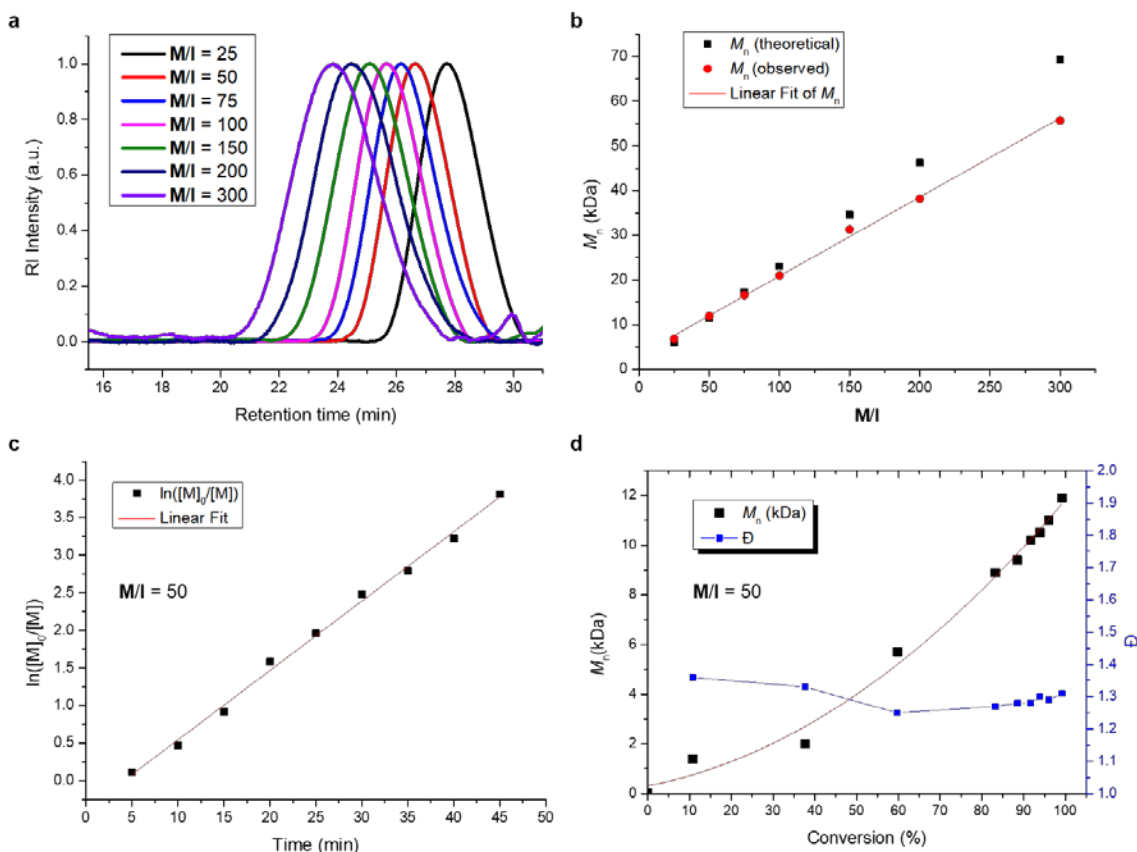 a
M/I = 25
M/I = 50
M/I = 75
M/I = 100
M/I = 150
M/I = 200
M/I = 300
RI Intensity (a.u.)
1.0
0.8
0.6
0.4
0.2
0.0
16 18 20 22 24 26 28 30
Retention time (min)
b
Mn (theoretical)
Mn (observed)
Linear Fit of Mn
Mn (kDa)
70
60
50
40
30
20
10
0
0 50 100 150 200 250 300
M/I
c
ln([M]0/[M])
Linear Fit
M/I = 50
ln([M]0/[M])
4.0
3.5
3.0
2.5
2.0
1.5
1.0
0.5
0.0
0 5 10 15 20 25 30 35 40 45 50
Time (min)
d
Mn (kDa)
Đ
M/I = 50
Mn(kDa)
12
10
8
6
4
2
0
0 10 20 30 40 50 60 70 80 90 100
Conversion (%)
2.0
1.9
1.8
1.7
1.6
1.5
1.4
1.3
1.2
1.1
1.0
Đ